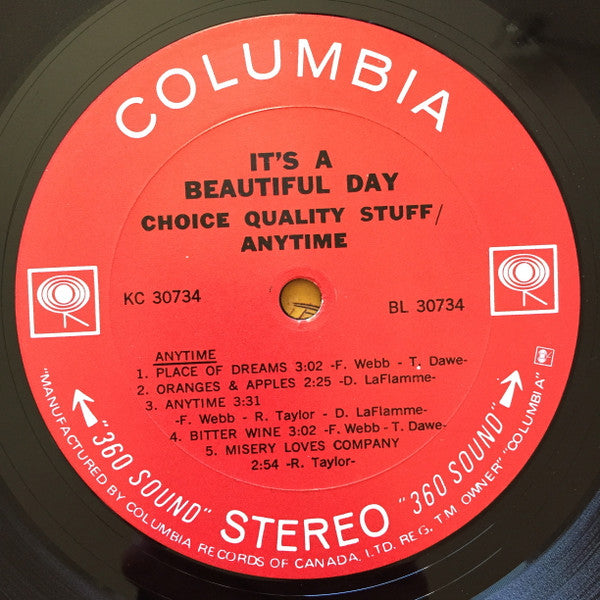 COLUMBIA
IT'S A
BEAUTIFUL DAY
CHOICE QUALITY STUFF/
ANYTIME
KC 30734
BL 30734
ANYTIME
1. PLACE OF DREAMS 3:02 -F. Webb - T. Dawe-
2. ORANGES & APPLES 2:25 -D. LaFlamme-
3. ANYTIME 3:31
-F. Webb - R. Taylor - D. LaFlamme-
4. BITTER WINE 3:02 -F. Webb - T. Dawe-
5. MISERY LOVES COMPANY
2:54 -R. Taylor-
"360 SOUND" STEREO "360 SOUND"
"MANUFACTURED BY COLUMBIA RECORDS OF CANADA, LTD. REG. T.M. OWNER" "COLUMBIA"